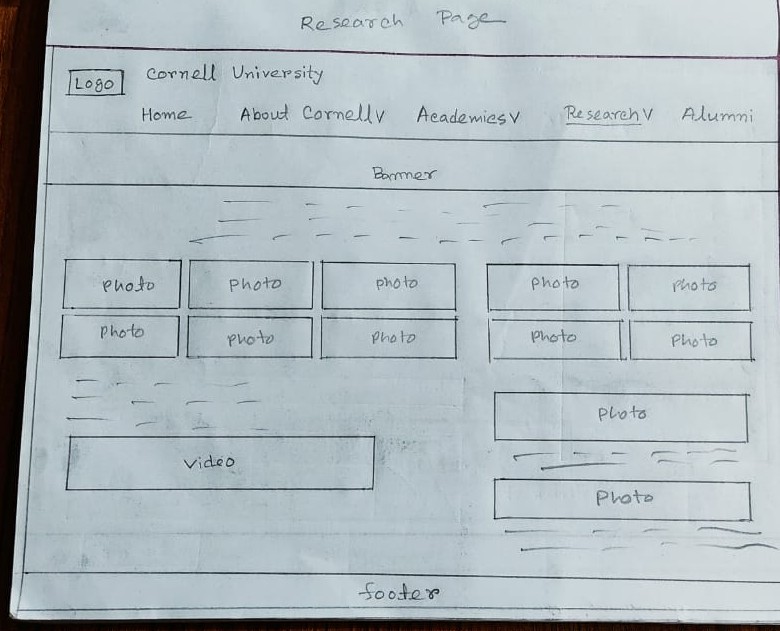 Research Page
Logo
Cornell University
Home About Cornell v Academics v Research v Alumni
Banner
photo photo photo photo photo
photo photo photo photo photo
photo
video
photo
footer